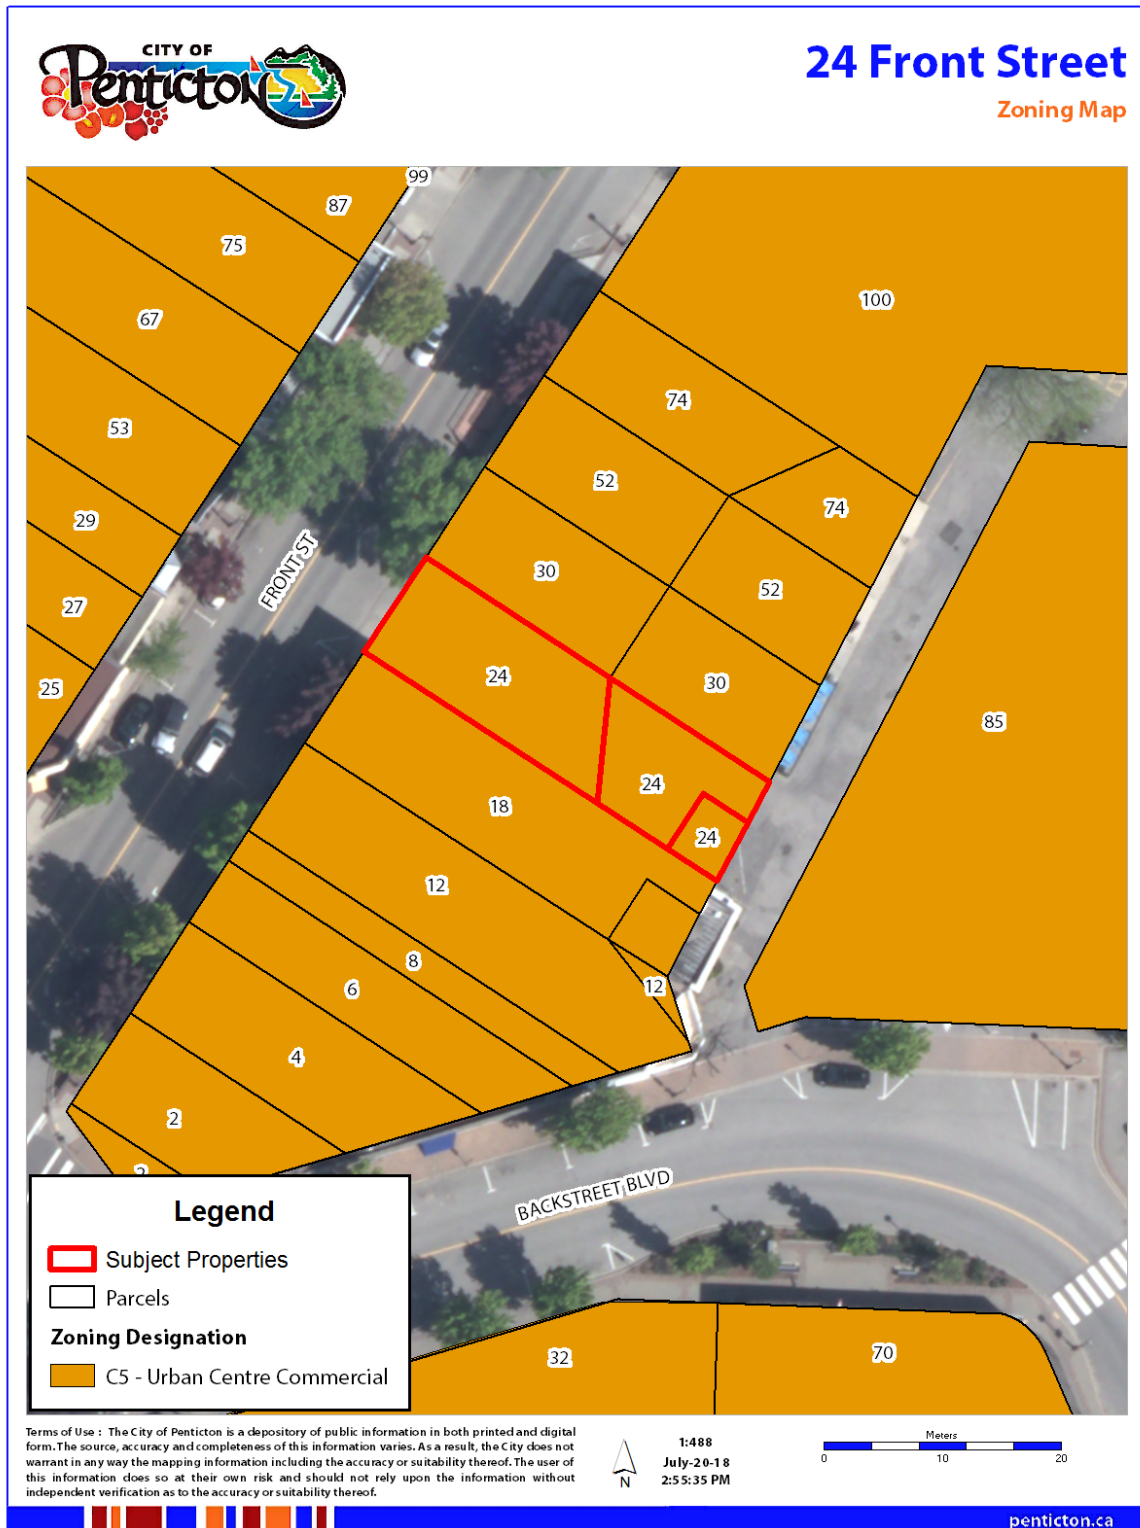 CITY OF
Penticton
24 Front Street
Zoning Map
99
87
75
67
100
74
53
52
74
29
30
52
FRONT ST
27
24
30
25
85
24
18
24
12
8
6
12
4
2
2
BACKSTREET BLVD
32
70
Legend
Subject Properties
Parcels
Zoning Designation
C5 - Urban Centre Commercial
Terms of Use : The City of Penticton is a depository of public information in both printed and digital
form. The source, accuracy and completeness of this information varies. As a result, the City does not
warrant in any way the mapping information including the accuracy or suitability thereof. The user of
this information does so at their own risk and should not rely upon the information without
independent verification as to the accuracy or suitability thereof.
N
1:488
July-20-18
2:55:35 PM
Meters
0 10 20
penticton.ca